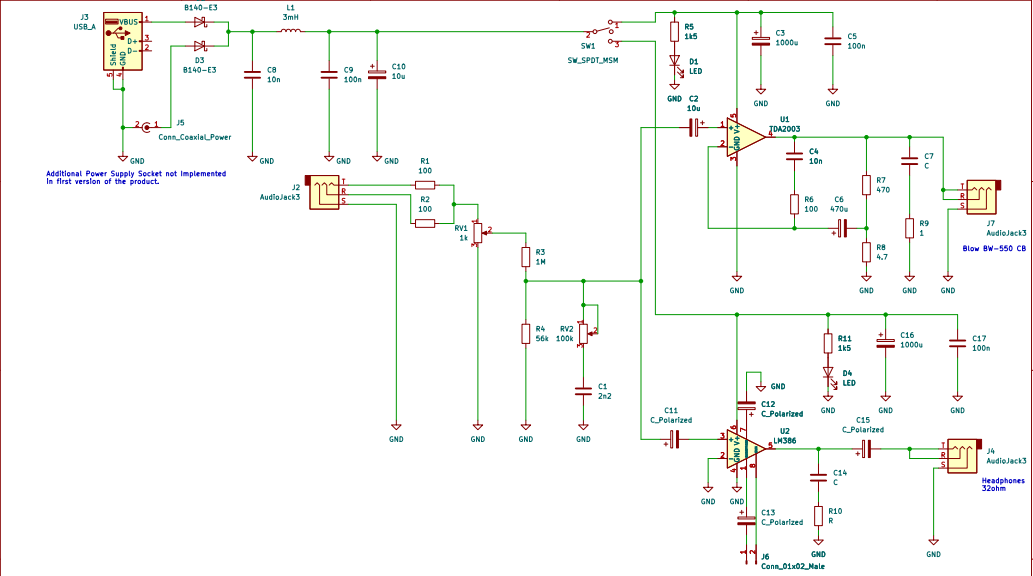 J3
USB_A
VBUS
1
D+
3
D-
2
Shield
GND
5
4
B140-E3
D3
B140-E3
L1
3mH
C8
10n
C9
100n
C10
10u
GND
GND
GND
GND
2
1
J5
Conn_Coaxial_Power
Additional Power Supply Socket not Implemented
in first version of the product.
SW1
SW_SPDT_MSM
2
1
3
R5
1k5
D1
LED
GND
C3
1000u
GND
C5
100n
GND
J2
AudioJack3
T
R
S
R1
100
R2
100
RV1
1k
1
2
3
R3
1M
R4
56k
RV2
100k
1
2
3
C1
2n2
GND
GND
GND
GND
C2
10u
U1
TDA2003
1
2
3
4
5
V+
GND
C4
10n
R6
100
C6
470u
R7
470
R8
4.7
C7
C
R9
1
GND
GND
GND
GND
J7
AudioJack3
T
R
S
Blow BW-550 CB
R11
1k5
D4
LED
GND
C16
1000u
GND
C17
100n
GND
C11
C_Polarized
C12
C_Polarized
GND
U2
LM386
3
2
6
7
5
4
1
8
V+
GND
GND
GND
C13
C_Polarized
1
2
J6
Conn_01x02_Male
C14
C
R10
R
GND
C15
C_Polarized
T
R
S
J4
AudioJack3
Headphones
32ohm
GND